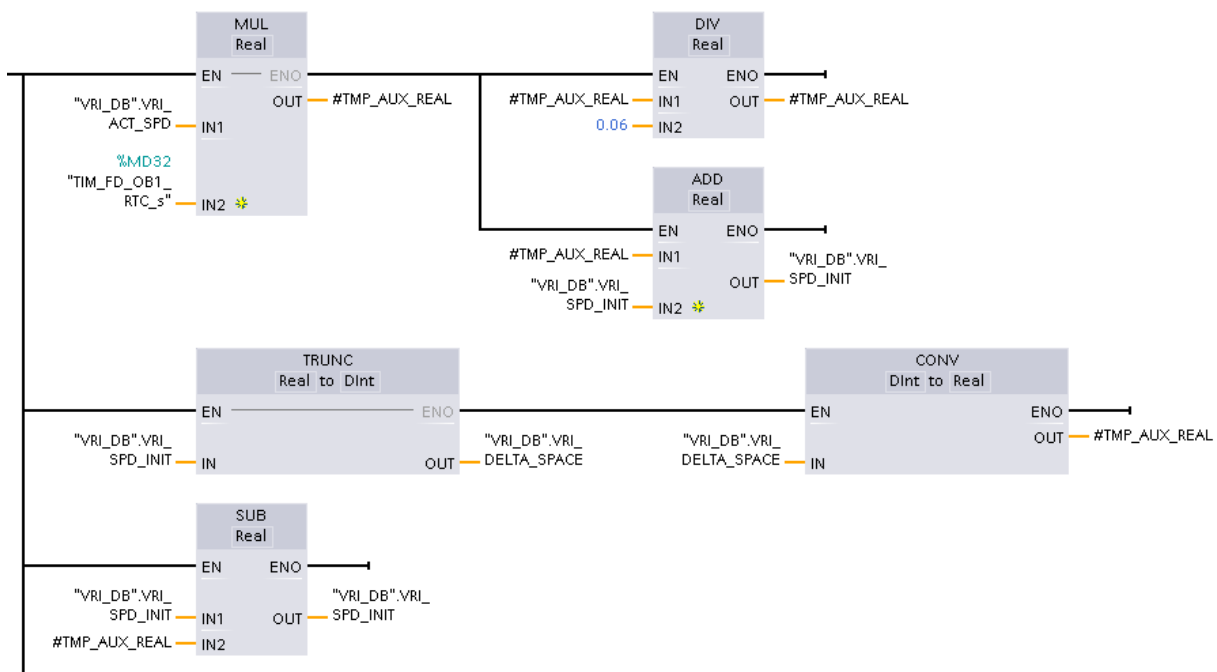 MUL
Real
EN
ENO
OUT
#TMP_AUX_REAL
"VRI_DB".VRI_
ACT_SPD
IN1
%MD32
"TIM_FD_OB1_
RTC_s"
IN2
DIV
Real
EN
ENO
#TMP_AUX_REAL
IN1
OUT
#TMP_AUX_REAL
0.06
IN2
ADD
Real
EN
ENO
#TMP_AUX_REAL
IN1
"VRI_DB".VRI_
SPD_INIT
IN2
OUT
"VRI_DB".VRI_
SPD_INIT
TRUNC
Real to DInt
EN
ENO
"VRI_DB".VRI_
SPD_INIT
IN
OUT
"VRI_DB".VRI_
DELTA_SPACE
CONV
DInt to Real
EN
ENO
"VRI_DB".VRI_
DELTA_SPACE
IN
OUT
#TMP_AUX_REAL
SUB
Real
EN
ENO
"VRI_DB".VRI_
SPD_INIT
IN1
OUT
"VRI_DB".VRI_
SPD_INIT
#TMP_AUX_REAL
IN2